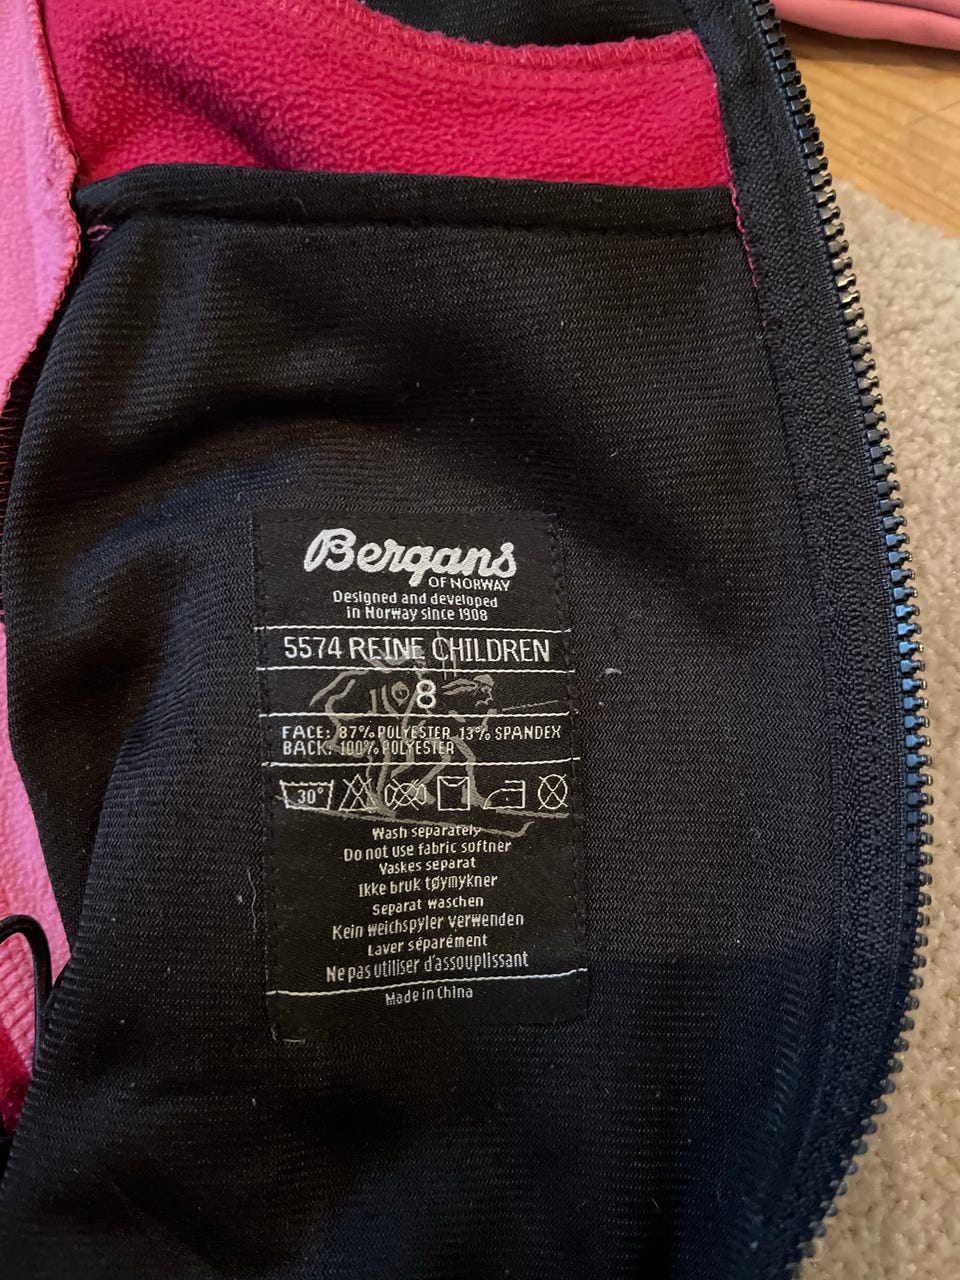 Bergans
OF NORWAY
Designed and developed
in Norway since 1908
5574 REINE CHILDREN
8
FACE: 87% POLYESTER 13% SPANDEX
BACK: 100% POLYESTER
30°
Wash separately
Do not use fabric softner
Vaskes separat
Ikke bruk tøymykner
Separat waschen
Kein weichspyler verwenden
Laver séparément
Ne pas utiliser d'assouplissant
Made in China